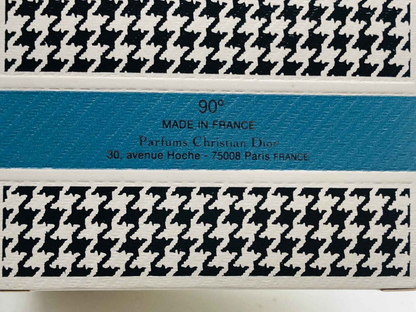 90°
MADE IN FRANCE
Parfums Christian Dior
30, avenue Hoche - 75008 Paris FRANCE